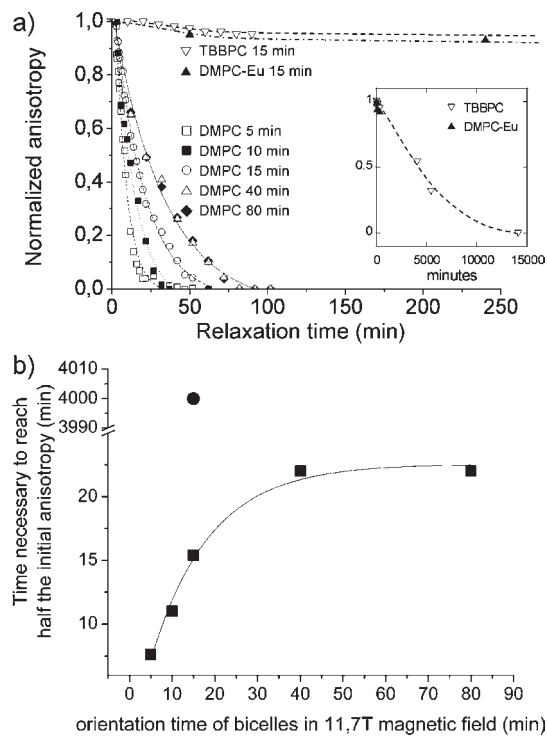 a)
Normalized anisotropy
1,0
0,8
0,6
0,4
0,2
0,0
TBBPC 15 min
DMPC-Eu 15 min
DMPC 5 min
DMPC 10 min
DMPC 15 min
DMPC 40 min
DMPC 80 min
1
0,5
0
TBBPC
DMPC-Eu
0 5000 10000 15000
minutes
0 50 100 150 200 250
Relaxation time (min)
b)
Time necessary to reach
half the initial anisotropy (min)
4010
4000
3990
20
15
10
0 10 20 30 40 50 60 70 80 90
orientation time of bicelles in 11,7T magnetic field (min)